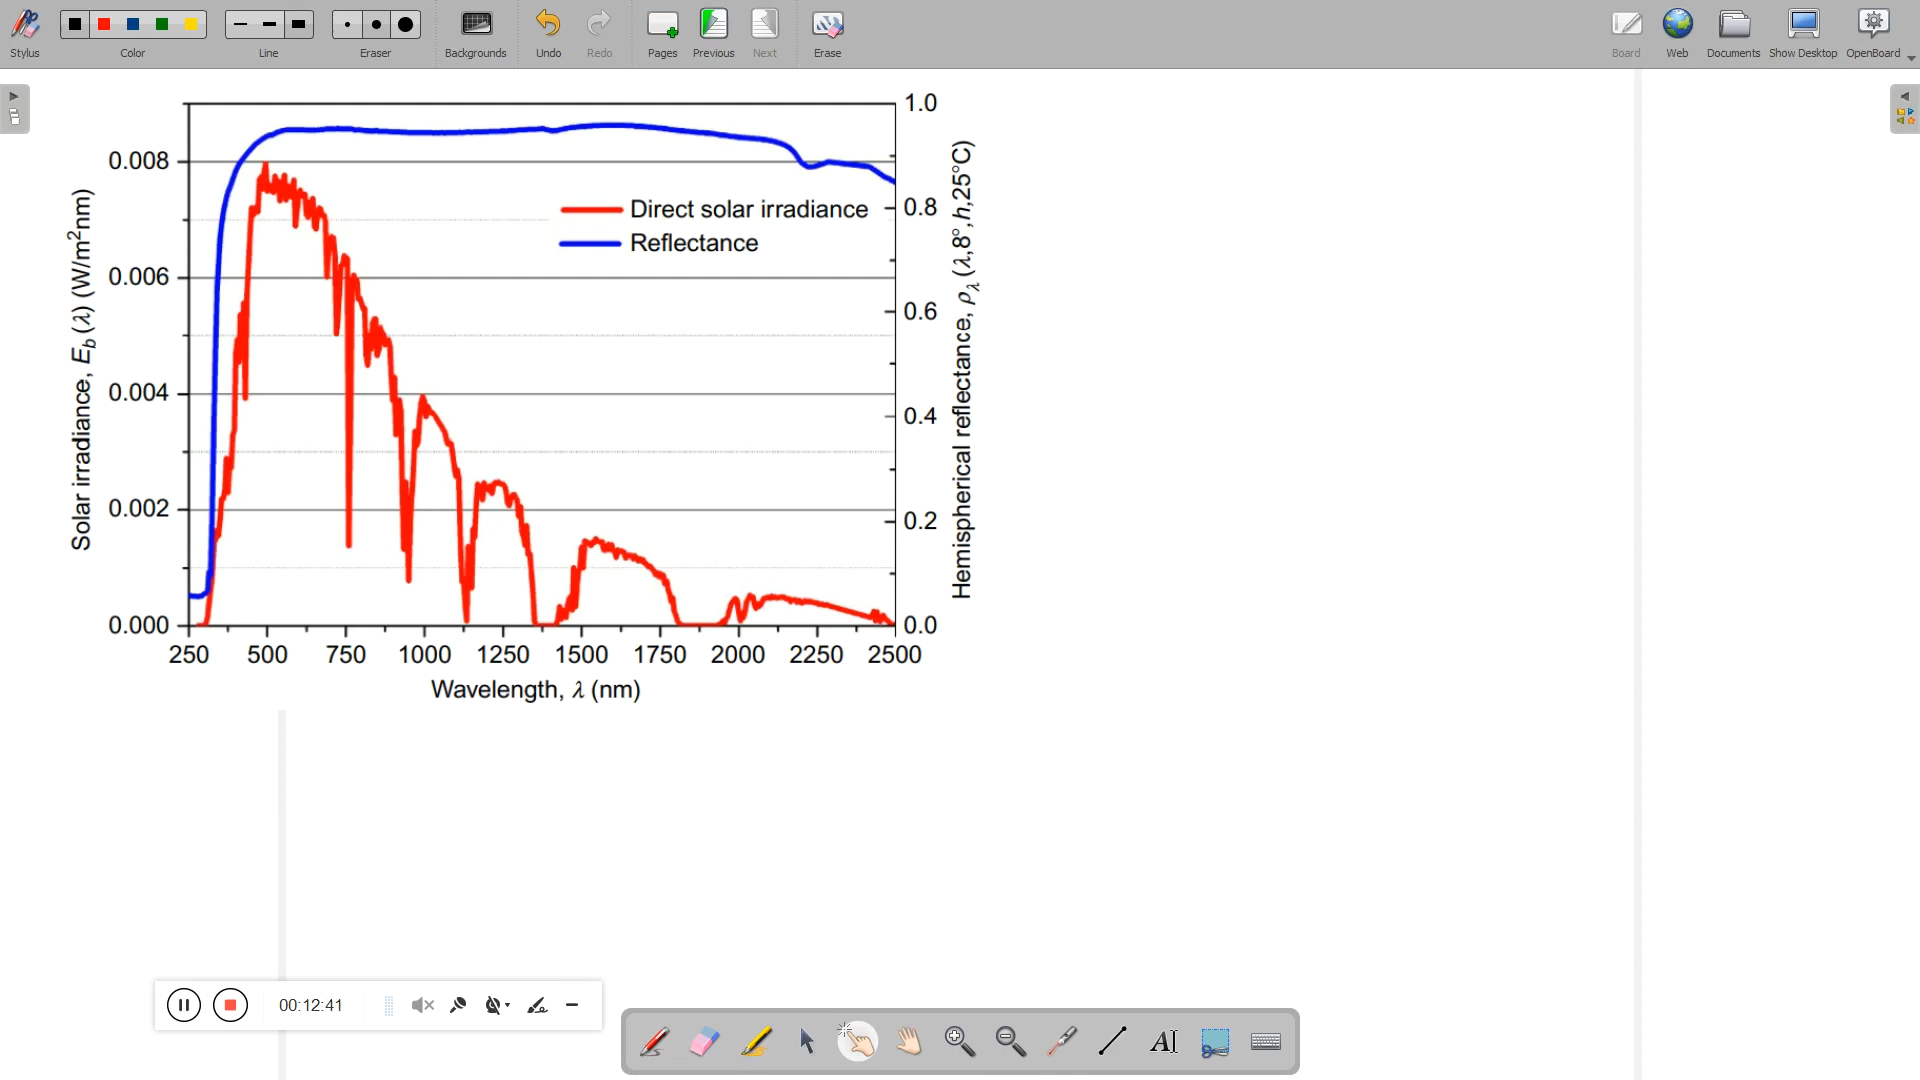 Stylus
Color
Line
Eraser
Backgrounds
Undo
Redo
Pages
Previous
Next
Erase
Board
Web
Documents
Show Desktop
OpenBoard
Solar irradiance, E_b (λ) (W/m²nm)
0.008
0.006
0.004
0.002
0.000
Direct solar irradiance
Reflectance
1.0
0.8
0.6
0.4
0.2
0.0
Hemispherical reflectance, ρ_λ (λ,8°,h,25°C)
250 500 750 1000 1250 1500 1750 2000 2250 2500
Wavelength, λ (nm)
00:12:41
AI